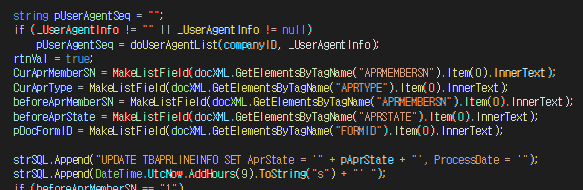 string pUserAgentSeq = "";
if (_UserAgentInfo != "" || _UserAgentInfo != null)
pUserAgentSeq = doUserAgentList(companyID, _UserAgentInfo);
rtnVal = true;
CurAprMemberSN = MakeListField(docXML.GetElementsByTagName("APRMEMBERSN").Item(0).InnerText);
CurAprType = MakeListField(docXML.GetElementsByTagName("APRTYPE").Item(0).InnerText);
beforeAprMemberSN = MakeListField(docXML.GetElementsByTagName("APRMEMBERSN").Item(0).InnerText);
beforeAprState = MakeListField(docXML.GetElementsByTagName("APRSTATE").Item(0).InnerText);
pDocFormID = MakeListField(docXML.GetElementsByTagName("FORMID").Item(0).InnerText);
strSQL.Append("UPDATE TBAPRLINEINFO SET AprState = '" + pAprState + "', ProcessDate = '");
strSQL.Append(DateTime.UtcNow.AddHours(9).ToString("s") + "' ");
if (beforeAprMemberSN == "1")